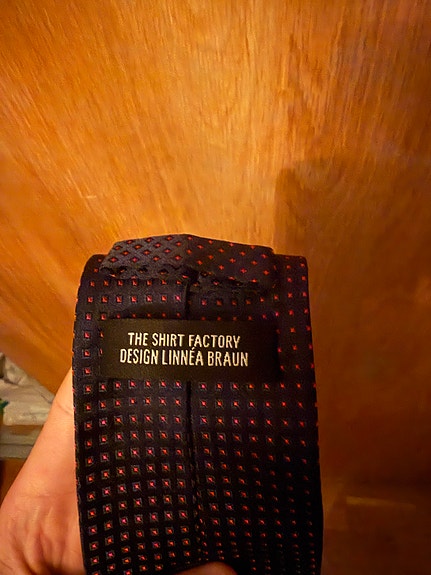 THE SHIRT FACTORY
DESIGN LINNÉA BRAUN